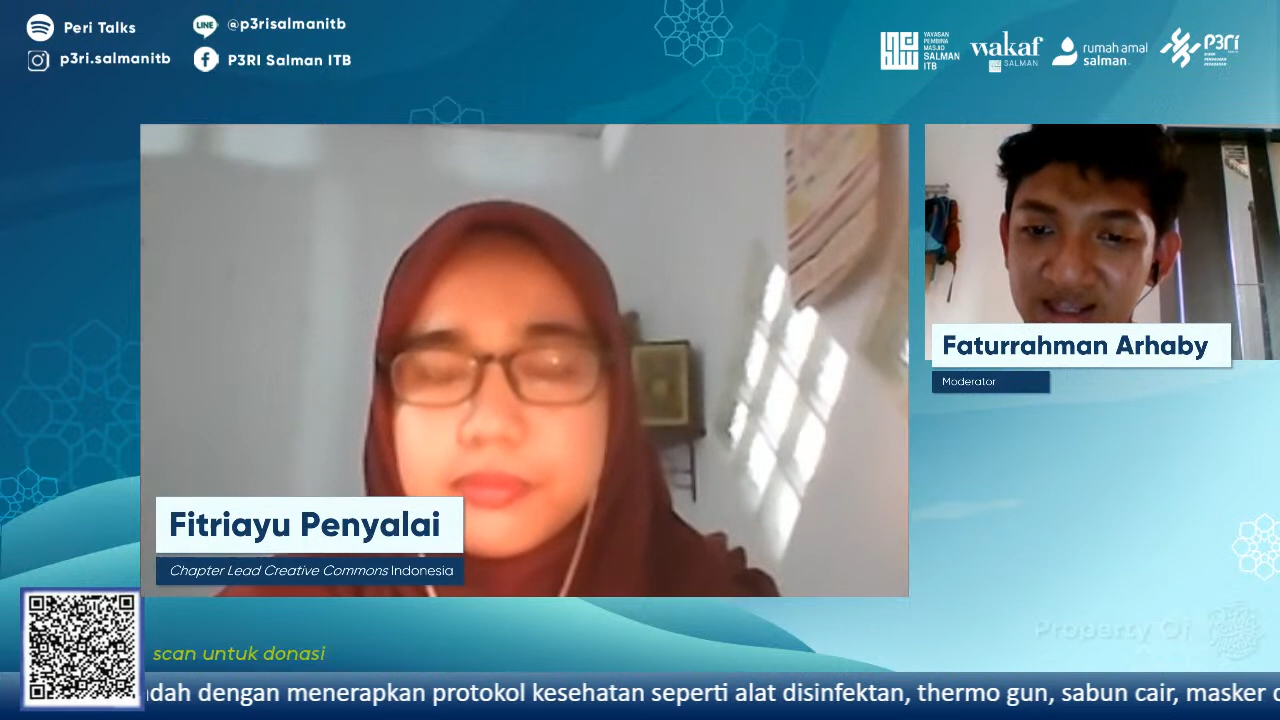 Peri Talks
@p3risalmanitb
p3ri.salmanitb
P3RI Salman ITB
LINE
YAYASAN
PEMBINA
MASJID
SALMAN
ITB
wakaf
SALMAN
rumah amal
salman
P3Ri
Fitriayu Penyalai
Chapter Lead Creative Commons Indonesia
Faturrahman Arhaby
Moderator
Property Of
scan untuk donasi
dah dengan menerapkan protokol kesehatan seperti alat disinfektan, thermo gun, sabun cair, masker